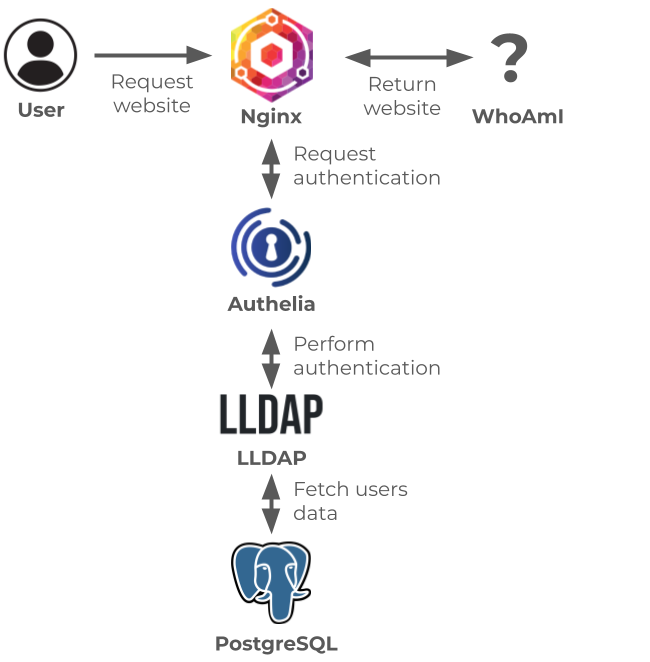 User
Request
website
Nginx
Return
website
?
WhoAmI
Request
authentication
Authelia
Perform
authentication
LLDAP
LLDAP
Fetch users
data
PostgreSQL